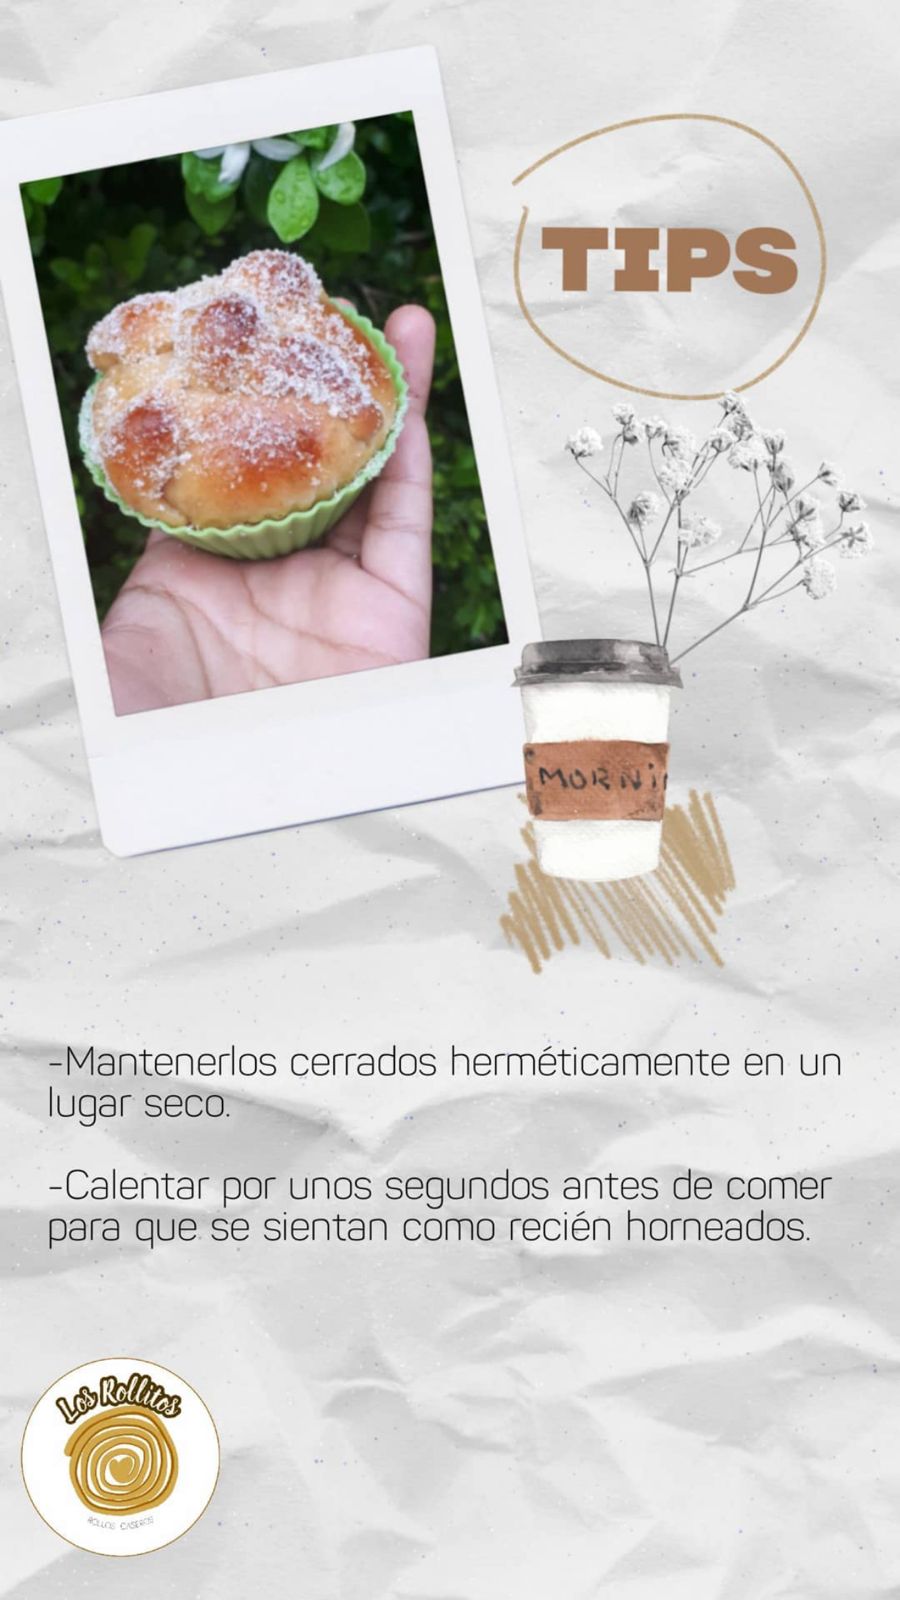 TIPS
MORNI
-Mantenerlos cerrados herméticamente en un
lugar seco.
-Calentar por unos segundos antes de comer
para que se sientan como recién horneados.
Los Rollitos
ROLLOS CASEROS